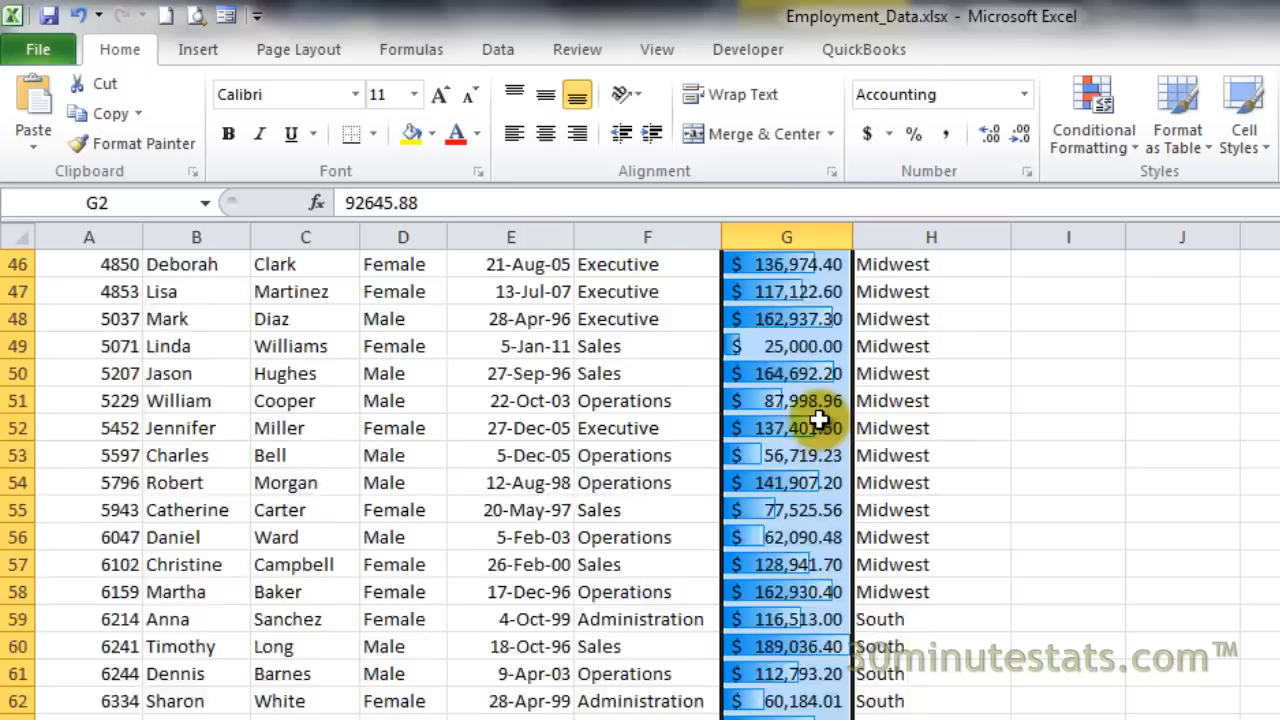 Employment_Data.xlsx - Microsoft Excel
File Home Insert Page Layout Formulas Data Review View Developer QuickBooks
Paste
Cut
Copy
Format Painter
Clipboard
Calibri 11 A A
B I U A
Font
Wrap Text
Merge & Center
Alignment
Accounting
$ % ,
Number
Conditional Formatting
Format as Table
Cell Styles
Styles
G2 fx 92645.88
A B C D E F G H I J
46 4850 Deborah Clark Female 21-Aug-05 Executive $ 136,974.40 Midwest
47 4853 Lisa Martinez Female 13-Jul-07 Executive $ 117,122.60 Midwest
48 5037 Mark Diaz Male 28-Apr-96 Executive $ 162,937.30 Midwest
49 5071 Linda Williams Female 5-Jan-11 Sales $ 25,000.00 Midwest
50 5207 Jason Hughes Male 27-Sep-96 Sales $ 164,692.20 Midwest
51 5229 William Cooper Male 22-Oct-03 Operations $ 87,998.96 Midwest
52 5452 Jennifer Miller Female 27-Dec-05 Executive $ Midwest
53 5597 Charles Bell Male 5-Dec-05 Operations $ 56,719.23 Midwest
54 5796 Robert Morgan Male 12-Aug-98 Operations $ 141,907.20 Midwest
55 5943 Catherine Carter Female 20-May-97 Sales $ 77,525.56 Midwest
56 6047 Daniel Ward Male 5-Feb-03 Operations $ 62,090.48 Midwest
57 6102 Christine Campbell Female 26-Feb-00 Sales $ 128,941.70 Midwest
58 6159 Martha Baker Female 17-Dec-96 Operations $ 162,930.40 Midwest
59 6214 Anna Sanchez Female 4-Oct-99 Administration $ 116,513.00 South
60 6241 Timothy Long Male 18-Oct-96 Sales $ 189,036.40 South
61 6244 Dennis Barnes Male 9-Apr-03 Operations $ 112,793.20 South
62 6334 Sharon White Female 28-Apr-99 Administration $ 60,184.01 South
30minutestats.com™